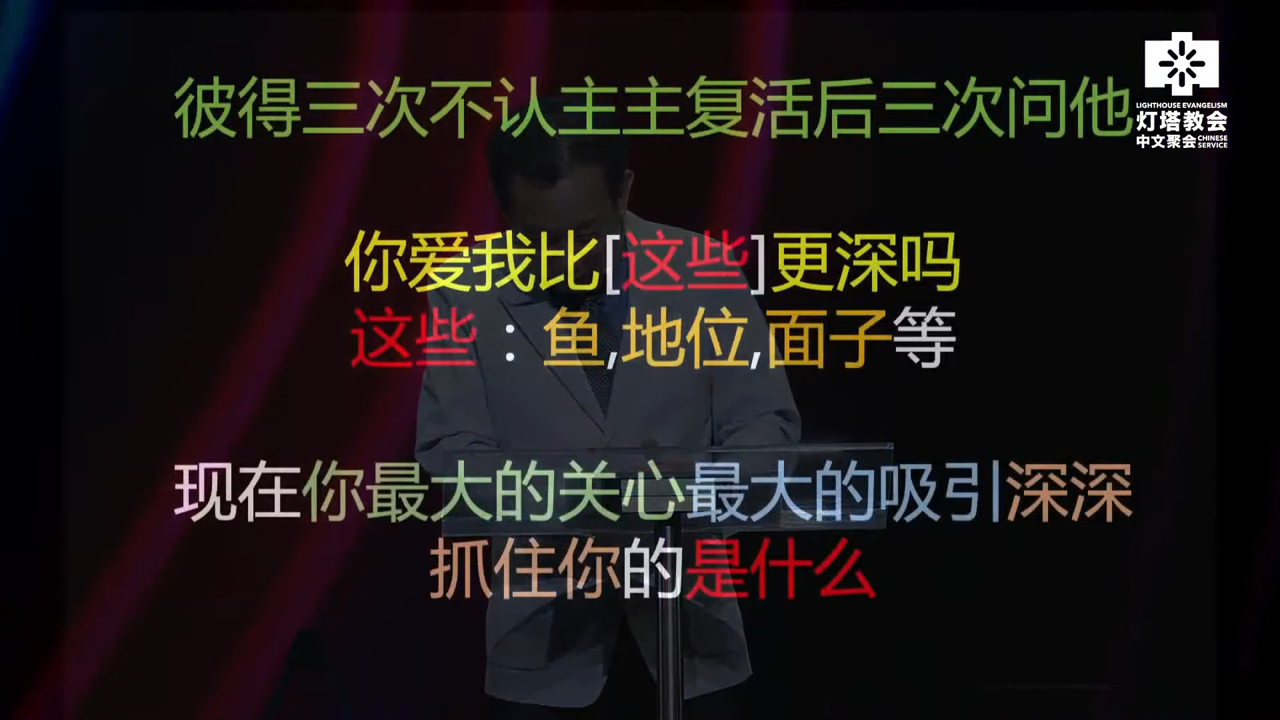 彼得三次不认主主复活后三次问他
你爱我比[这些]更深吗
这些：鱼,地位,面子等
现在你最大的关心最大的吸引深深
抓住你的是什么
LIGHTHOUSE EVANGELISM
灯塔教会
中文聚会 CHINESE SERVICE